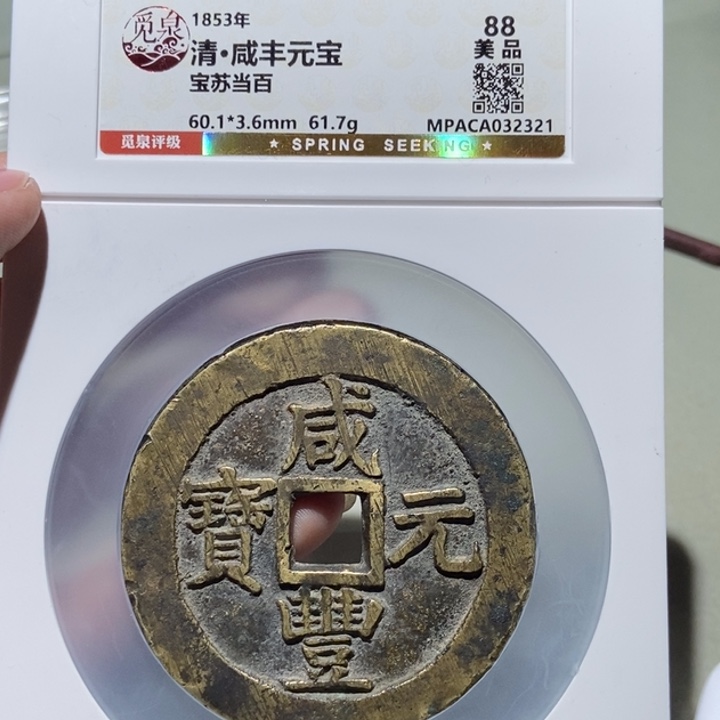 觅泉
1853年
清·咸丰元宝
宝苏当百
60.1*3.6mm 61.7g
88
美品
MPACA032321
觅泉评级
★ SPRING SEEKING ★
咸
豐
元
寶